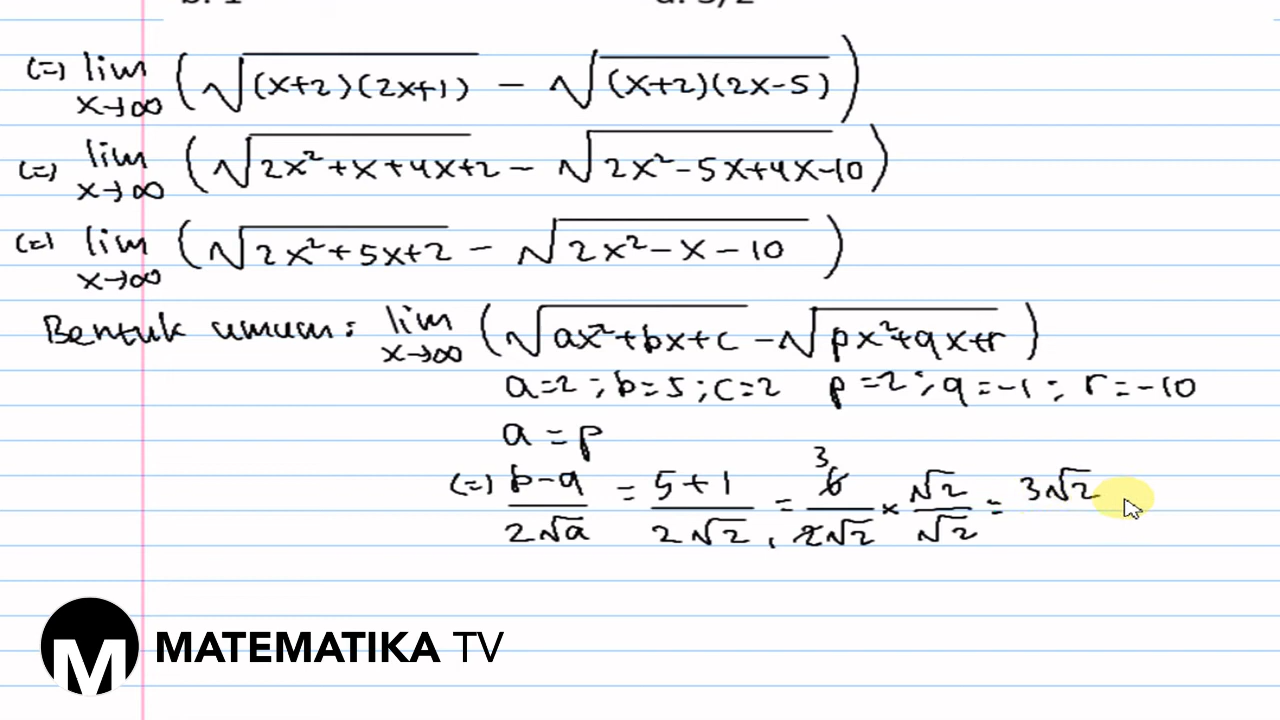 (=) lim x→∞ (√(x+2)(2x+1) - √(x+2)(2x-5))
(=) lim x→∞ (√2x²+x+4x+2 - √2x²-5x+4x-10)
(=) lim x→∞ (√2x²+5x+2 - √2x²-x-10)
Bentuk umum: lim x→∞ (√ax²+bx+c - √px²+qx+r)
a=2; b=5; c=2 p=2; q=-1; r=-10
a = p
(=) b-q/2√a = 5+1/2√2, = 3 6/2√2 × √2/√2 = 3√2
MATEMATIKA TV